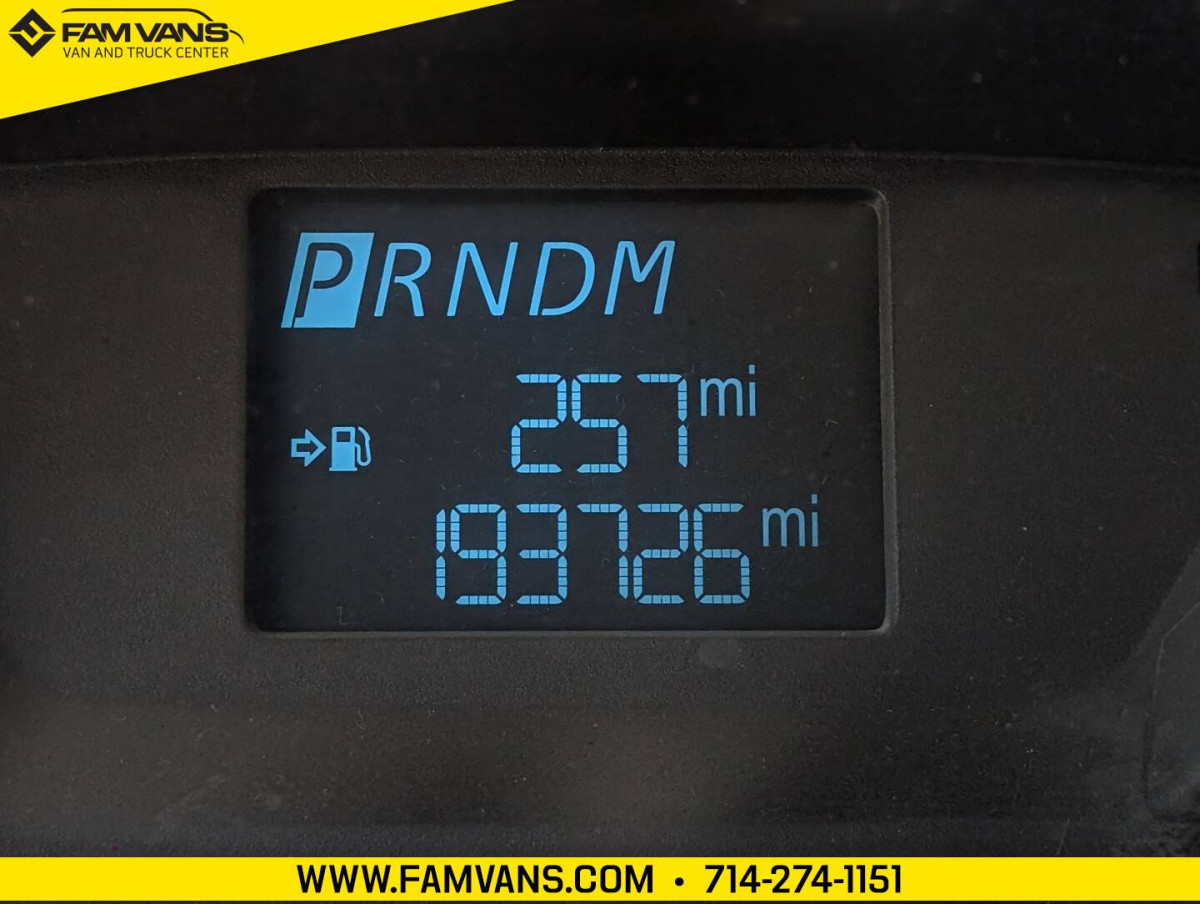 FAM VANS
VAN AND TRUCK CENTER
PRNDM
257 mi
193726 mi
WWW.FAMVANS.COM • 714-274-1151